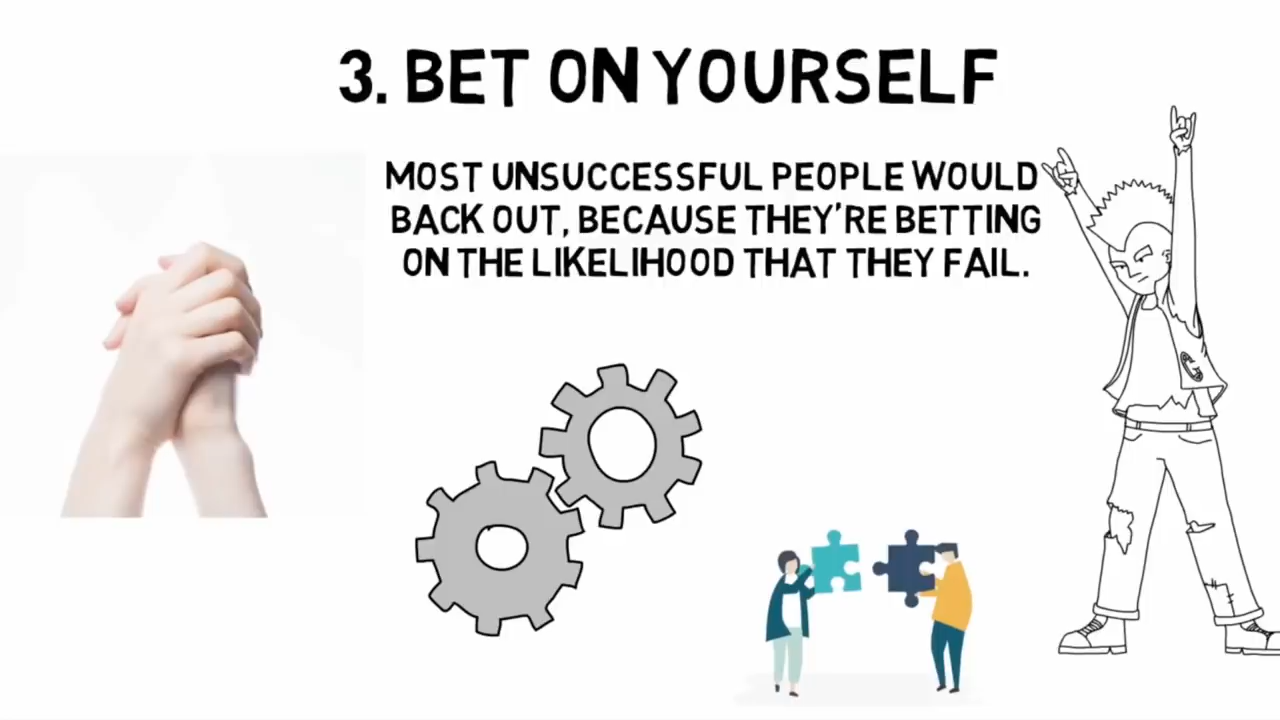 3. BET ON YOURSELF
MOST UNSUCCESSFUL PEOPLE WOULD
BACK OUT, BECAUSE THEY'RE BETTING
ON THE LIKELIHOOD THAT THEY FAIL.